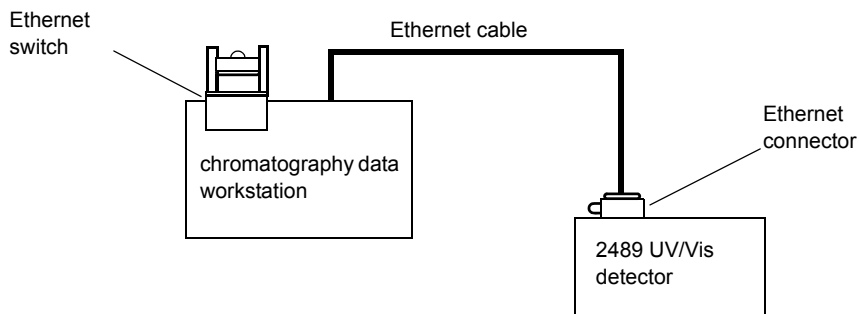 Ethernet
switch
Ethernet cable
Ethernet
connector
chromatography data
workstation
2489 UV/Vis
detector